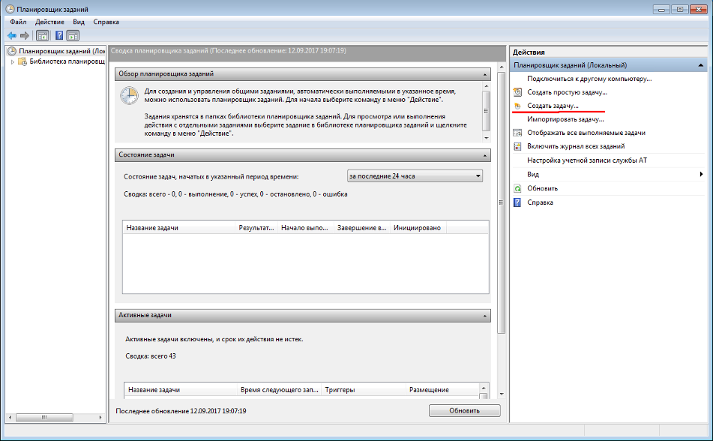 Планировщик заданий
Файл Действие Вид Справка
Планировщик заданий (Лок
Библиотека планировщ
Сводка планировщика заданий (Последнее обновление: 12.09.2017 19:07:19)
Обзор планировщика заданий
Для создания и управления общими заданиями, автоматически выполняемыми в указанное время,
можно использовать планировщик заданий. Для начала выберите команду в меню "Действие".
Задания хранятся в папках библиотеки планировщика заданий. Для просмотра или выполнения
действия с отдельными заданиями выберите задание в библиотеке планировщика заданий и щелкните
команду в меню "Действие".
Состояние задачи
Состояние задач, начатых в указанный период времени:
за последние 24 часа
Сводка: всего - 0, 0 - выполнение, 0 - успех, 0 - остановлено, 0 - ошибка
Название задачи Результат... Начало выпо... Завершение в... Инициировано
Активные задачи
Активные задачи включены, и срок их действия не истек.
Сводка: всего 43
Название задачи Время следующего зап... Триггеры Размещение
Последнее обновление 12.09.2017 19:07:19
Обновить
Действия
Планировщик заданий (Локальный)
Подключиться к другому компьютеру...
Создать простую задачу...
Создать задачу...
Импортировать задачу...
Отображать все выполняемые задачи
Включить журнал всех заданий
Настройка учетной записи службы AT
Вид
Обновить
Справка